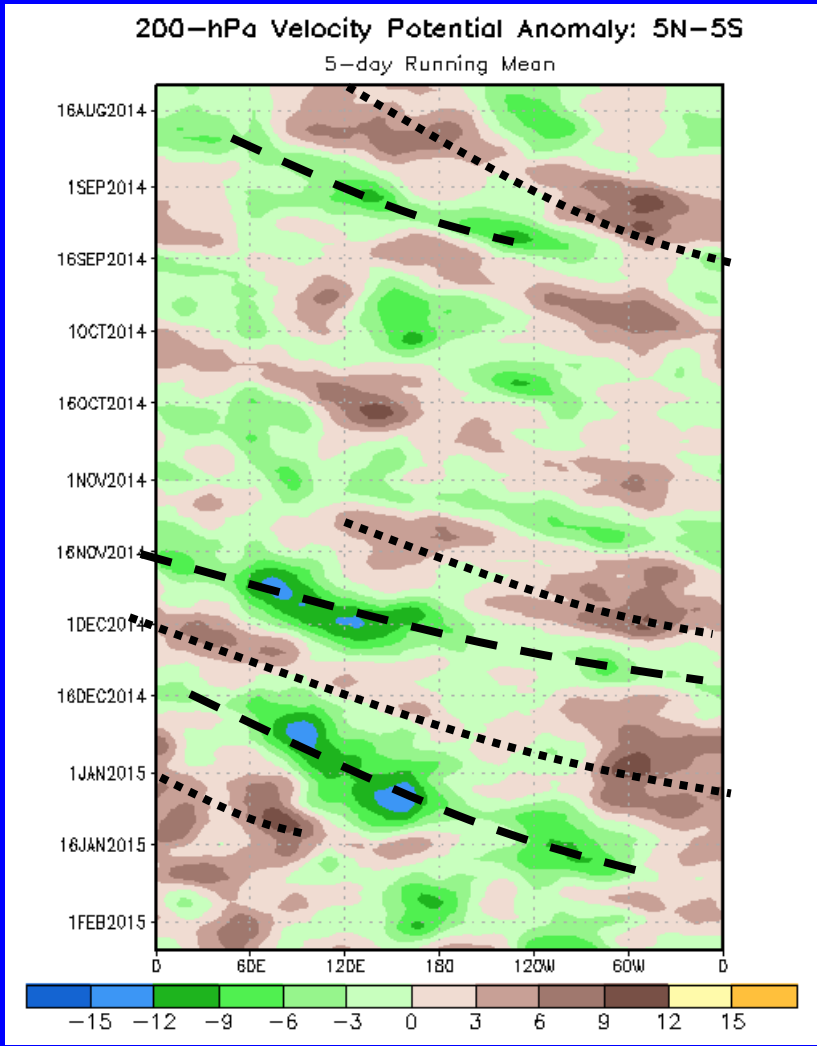 200-hPa Velocity Potential Anomaly: 5N-5S
5-day Running Mean
16AUG2014
1SEP2014
16SEP2014
1OCT2014
16OCT2014
1NOV2014
16NOV2014
1DEC2014
16DEC2014
1JAN2015
16JAN2015
1FEB2015
0 60E 120E 180 120W 60W 0
-15 -12 -9 -6 -3 0 3 6 9 12 15